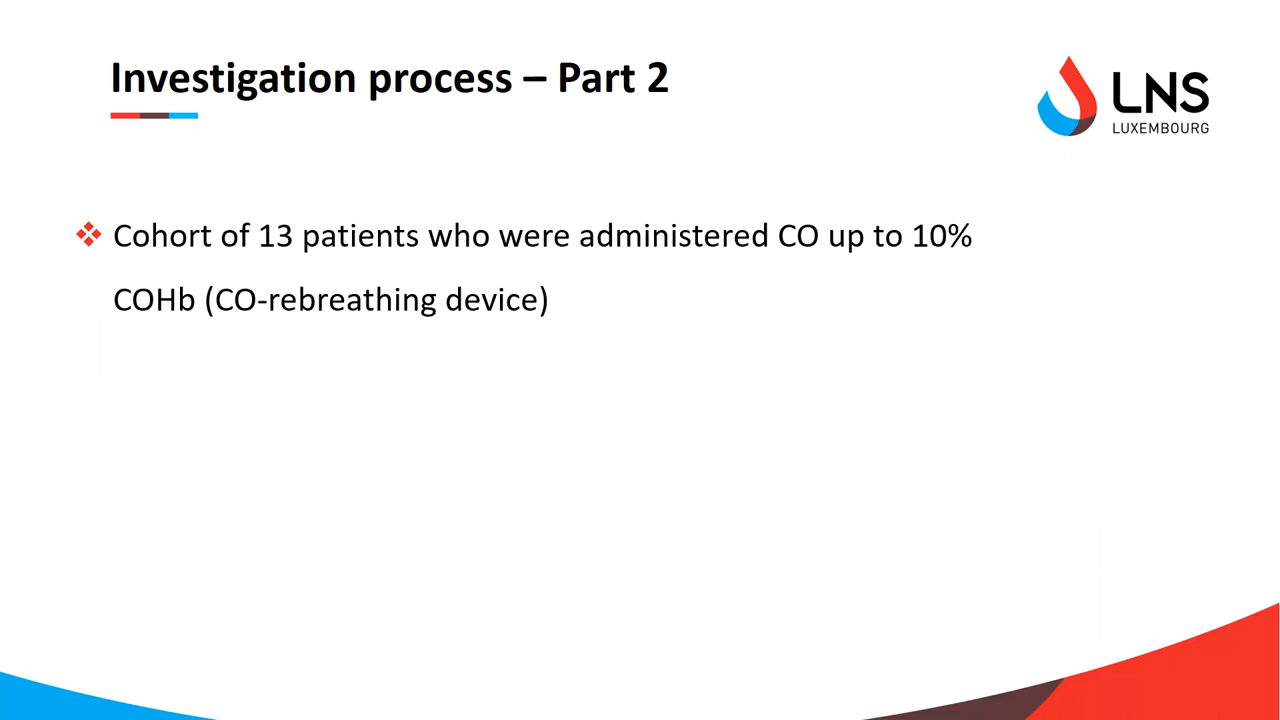 Investigation process – Part 2
LNS
LUXEMBOURG
Cohort of 13 patients who were administered CO up to 10%
COHb (CO-rebreathing device)